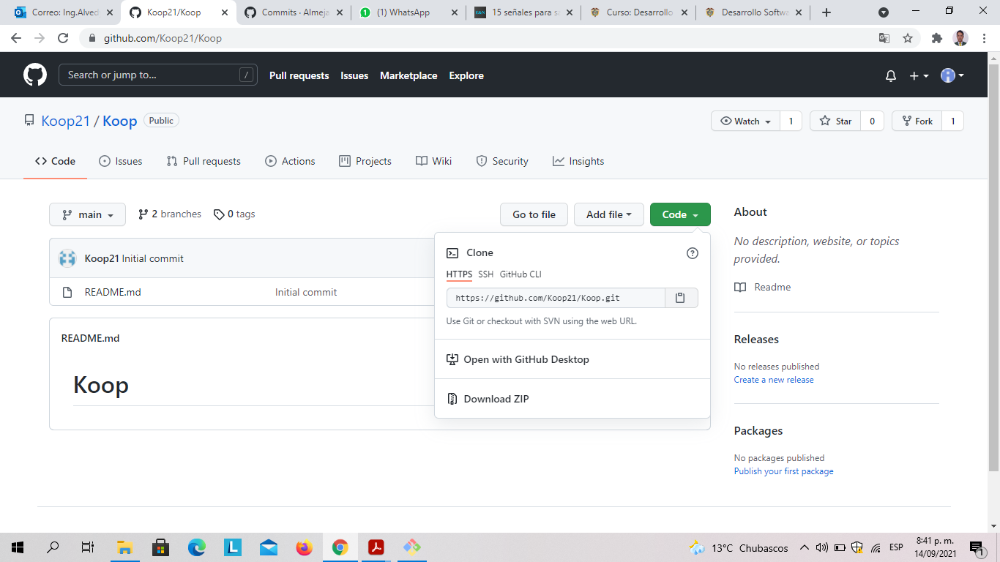 Correo: Ing.Alved
Koop21/Koop
Commits · Almeja
(1) WhatsApp
15 señales para sa
Curso: Desarrollo
Desarrollo Softwa
github.com/Koop21/Koop
Search or jump to...
/
Pull requests
Issues
Marketplace
Explore
Koop21 / Koop
Public
Watch
1
Star
0
Fork
1
Code
Issues
Pull requests
Actions
Projects
Wiki
Security
Insights
main
2 branches
0 tags
Go to file
Add file
Code
Koop21 Initial commit
README.md
Initial commit
README.md
Koop
Clone
HTTPS SSH GitHub CLI
https://github.com/Koop21/Koop.git
Use Git or checkout with SVN using the web URL.
Open with GitHub Desktop
Download ZIP
About
No description, website, or topics
provided.
Readme
Releases
No releases published
Create a new release
Packages
No packages published
Publish your first package
13°C Chubascos
ESP
8:41 p. m.
14/09/2021
1